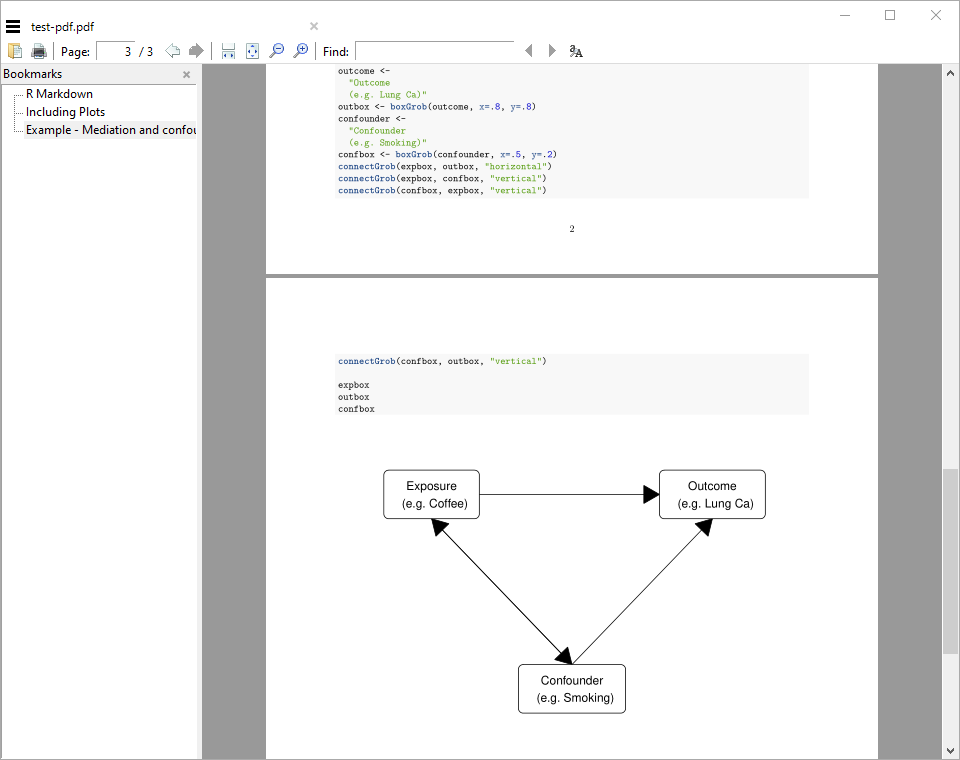 test-pdf.pdf
Page: 3 / 3 Find:
Bookmarks
R Markdown
Including Plots
Example - Mediation and confou
outcome <-
"Outcome
(e.g. Lung Ca)"
outbox <- boxGrob(outcome, x=.8, y=.8)
confounder <-
"Confounder
(e.g. Smoking)"
confbox <- boxGrob(confounder, x=.5, y=.2)
connectGrob(expbox, outbox, "horizontal")
connectGrob(expbox, confbox, "vertical")
connectGrob(confbox, expbox, "vertical")
2
connectGrob(confbox, outbox, "vertical")
expbox
outbox
confbox
Exposure
(e.g. Coffee)
Outcome
(e.g. Lung Ca)
Confounder
(e.g. Smoking)